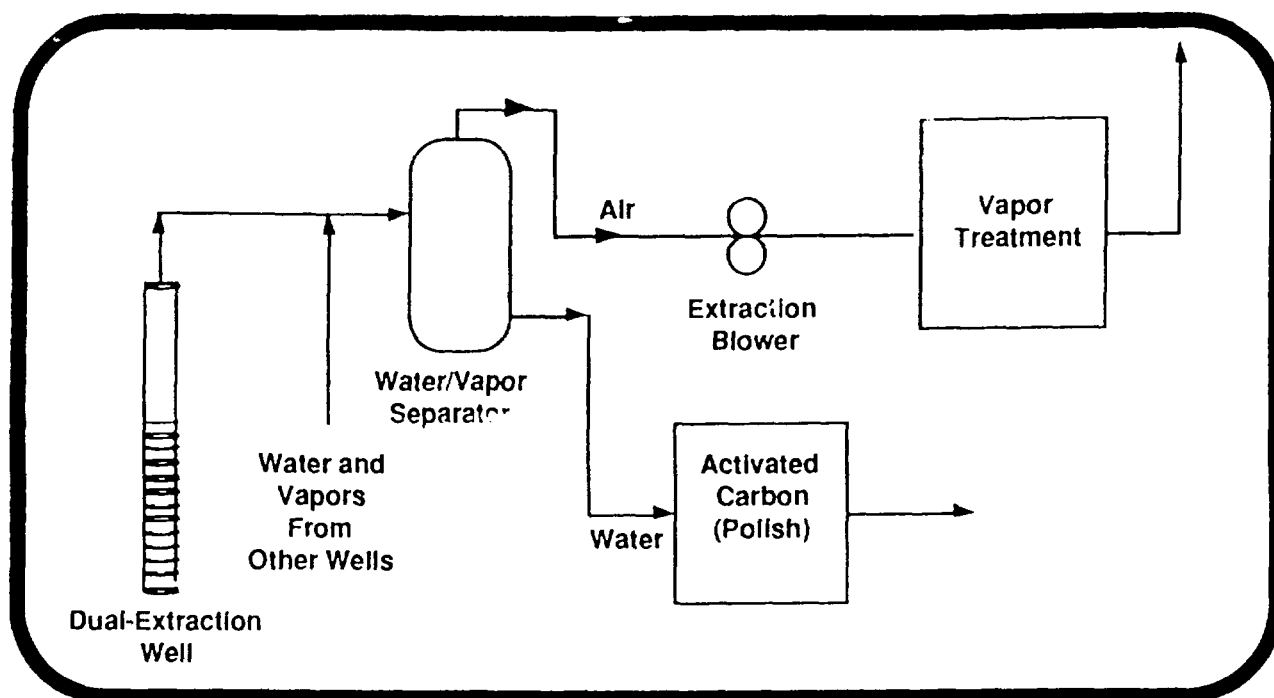 Air
Vapor
Treatment
Extraction
Blower
Water/Vapor
Separator
Water and
Vapors
From
Other Wells
Activated
Carbon
(Polish)
Water
Dual-Extraction
Well